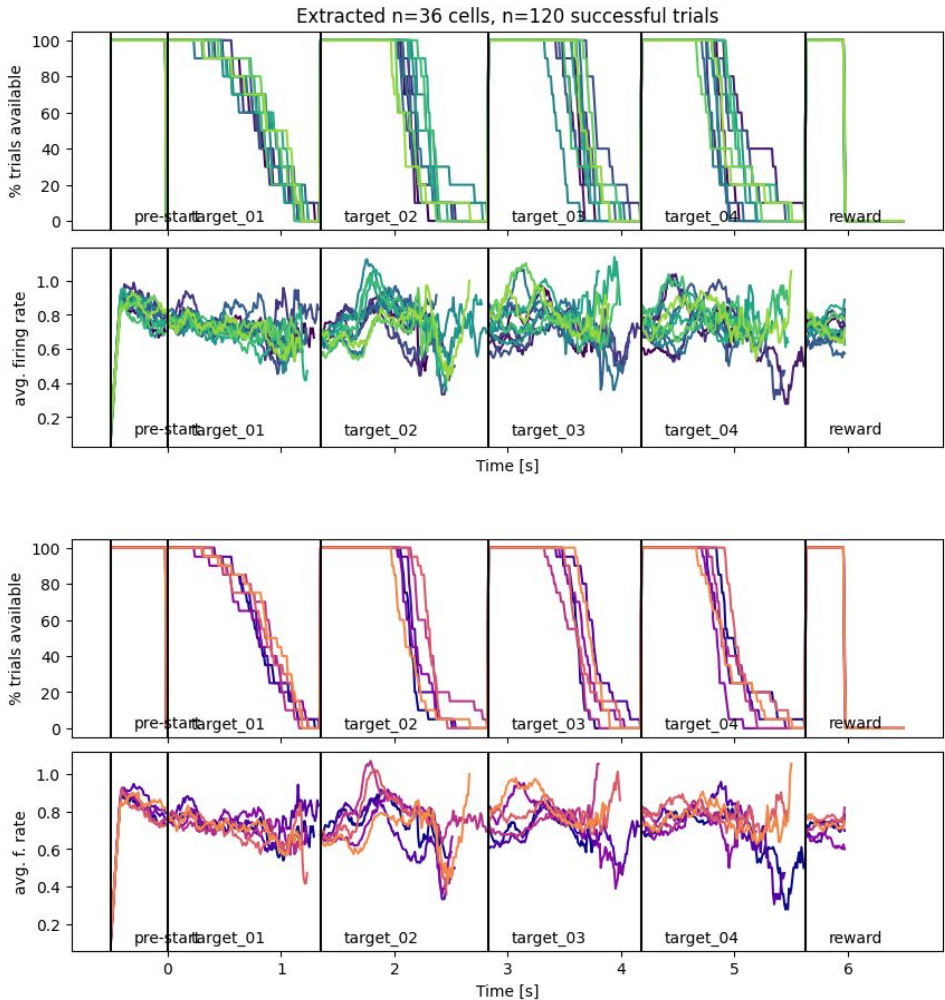 Extracted n=36 cells, n=120 successful trials
% trials available
100
80
60
40
20
0
pre-start target_01 target_02 target_03 target_04 reward
avg. firing rate
1.0
0.8
0.6
0.4
0.2
pre-start target_01 target_02 target_03 target_04 reward
Time [s]
% trials available
100
80
60
40
20
0
pre-start target_01 target_02 target_03 target_04 reward
avg. f. rate
1.0
0.8
0.6
0.4
0.2
pre-start target_01 target_02 target_03 target_04 reward
0 1 2 3 4 5 6
Time [s]